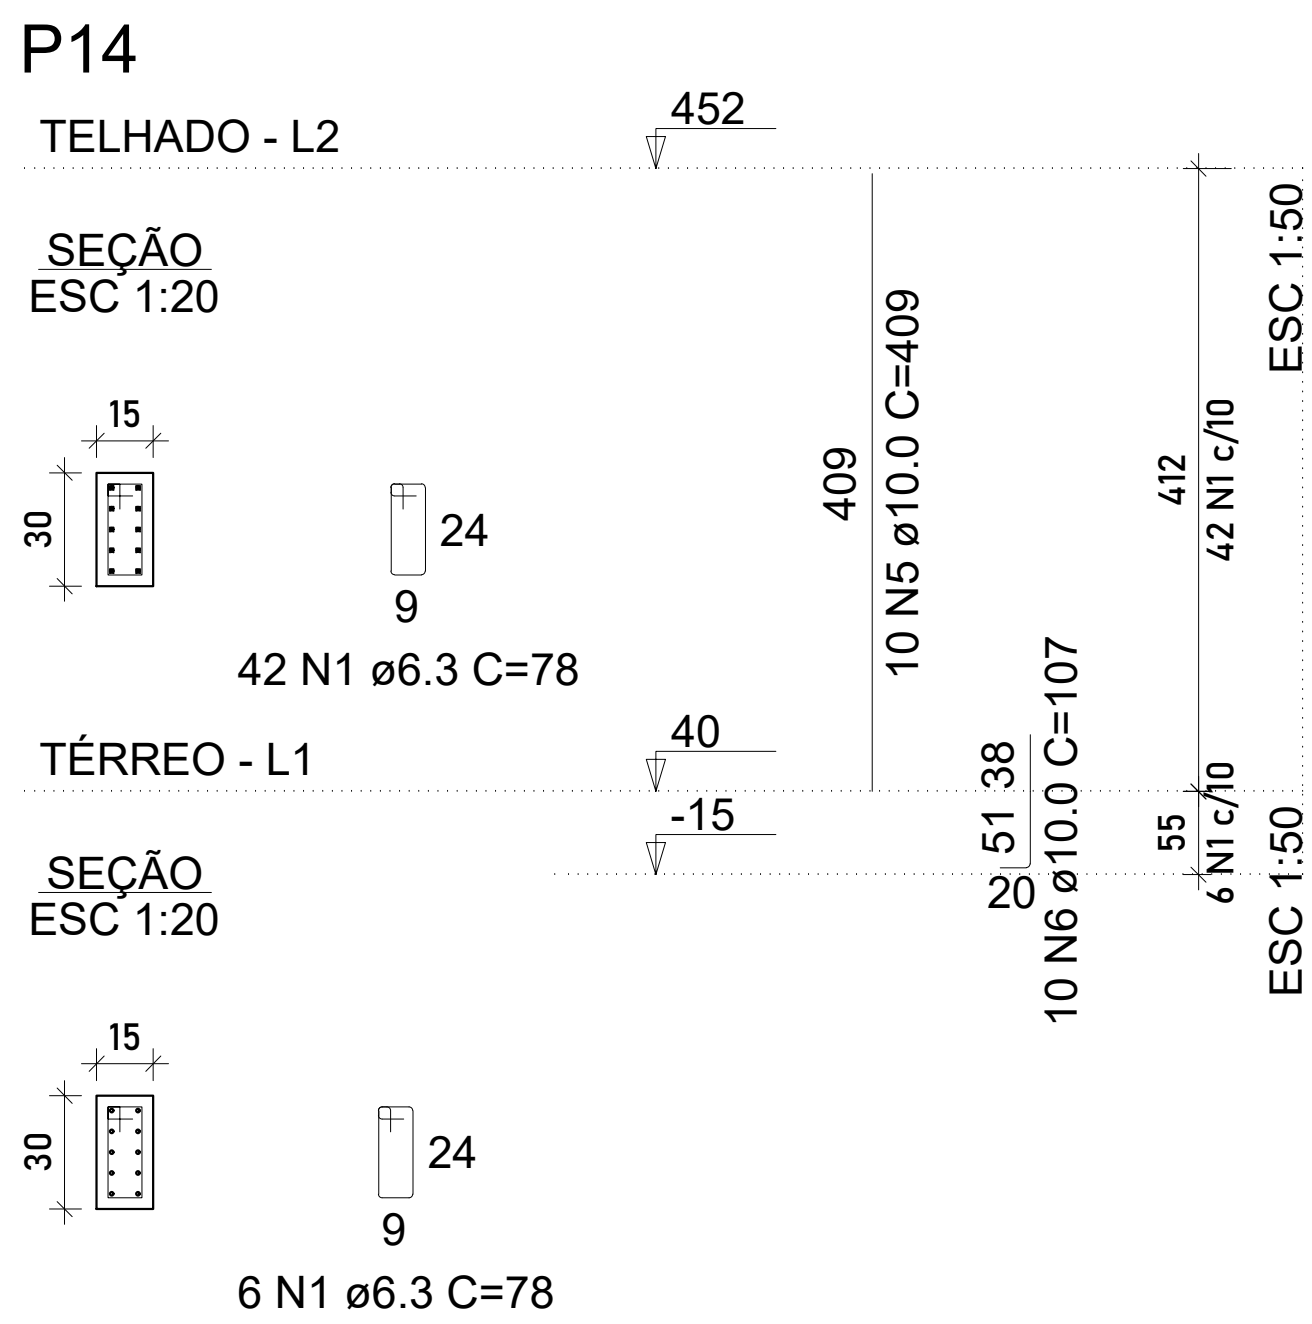 P14
452
TELHADO - L2
SEÇÃO
ESC 1:20
ESC 1:50
15
30
24
9
42 N1 ø6.3 C=78
409
10 N5 ø10.0 C=409
412
42 N1 c/10
40
TÉRREO - L1
-15
51 38
20
10 N6 ø10.0 C=107
55
6 N1 c/10
ESC 1:50
SEÇÃO
ESC 1:20
15
30
24
9
6 N1 ø6.3 C=78